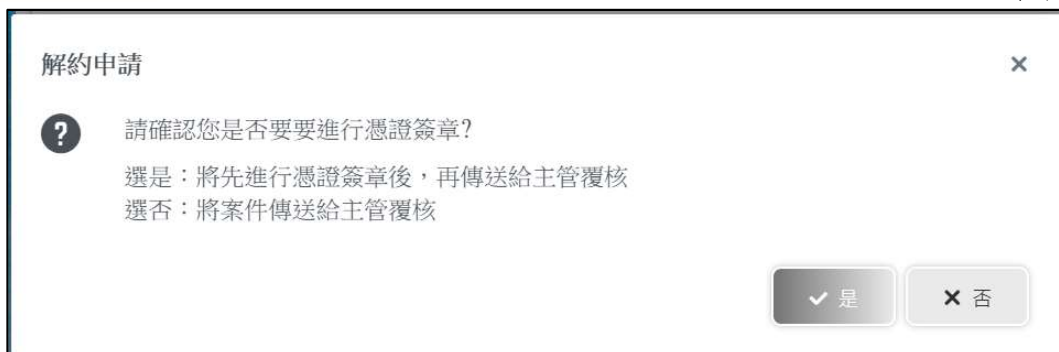 解約申請
請確認您是否要要進行憑證簽章?
選是：將先進行憑證簽章後，再傳送給主管覆核
選否：將案件傳送給主管覆核
是
否